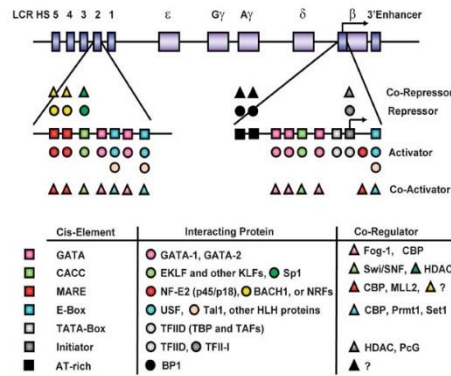 LCR HS 5 4 3 2 1 ε Gγ Aγ δ β 3'Enhancer
Co-Repressor
Repressor
Activator
Co-Activator
Cis-Element Interacting Protein Co-Regulator
GATA GATA-1, GATA-2 Fog-1, CBP
CACC EKLF and other KLFs, Sp1 Swi/SNF, HDAC
MARE NF-E2 (p45/p18), BACH1, or NRFs CBP, MLL2, ?
E-Box USF, Tal1, other HLH proteins CBP, Prmt1, Set1
TATA-Box TFIID (TBP and TAFs)
Initiator TFIID, TFII-I HDAC, PcG
AT-rich BP1 ?